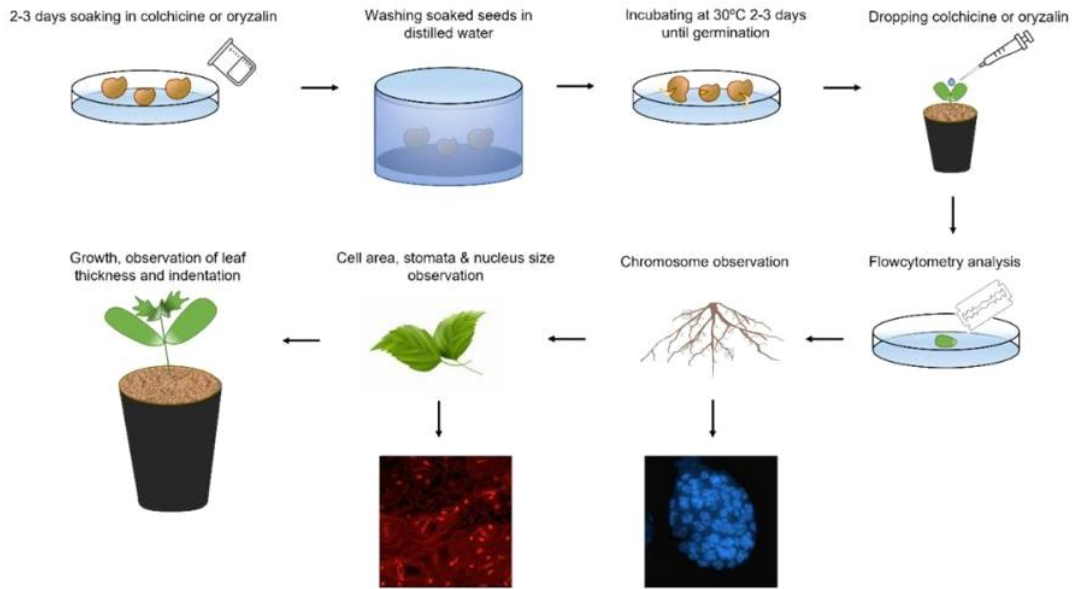 2-3 days soaking in colchicine or oryzalin
Washing soaked seeds in
distilled water
Incubating at 30ºC 2-3 days
until germination
Dropping colchicine or oryzalin
Flowcytometry analysis
Chromosome observation
Cell area, stomata & nucleus size
observation
Growth, observation of leaf
thickness and indentation